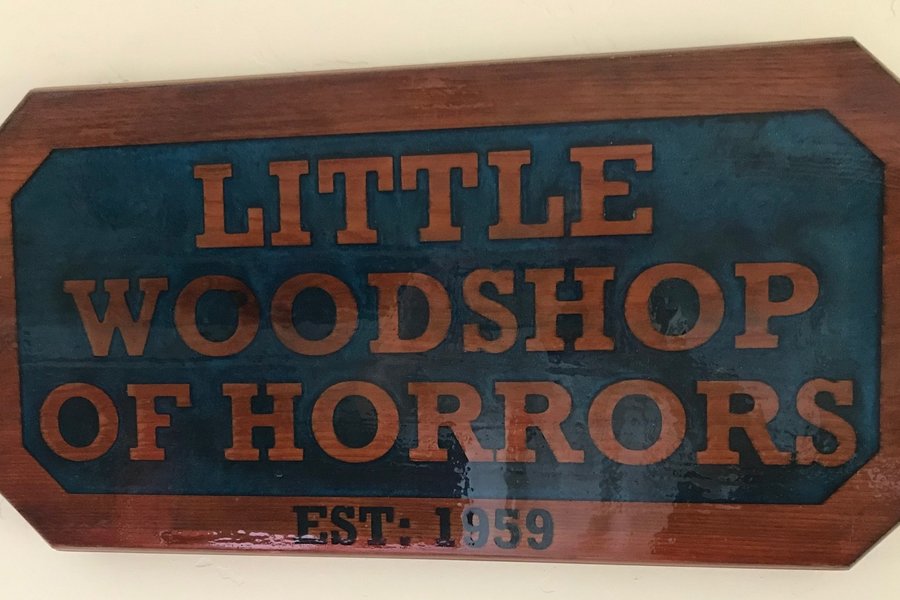 LITTLE
WOODSHOP
OF HORRORS
EST: 1959